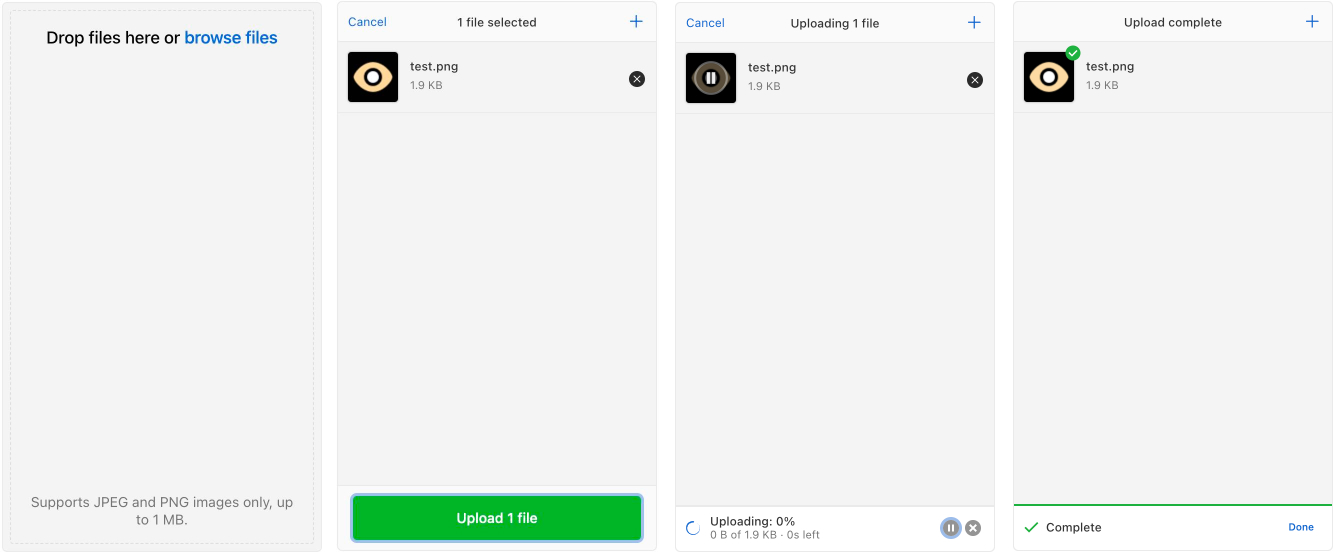 Drop files here or browse files
Supports JPEG and PNG images only, up
to 1 MB.
Cancel
1 file selected
test.png
1.9 KB
Upload 1 file
Cancel
Uploading 1 file
test.png
1.9 KB
Uploading: 0%
0 B of 1.9 KB · 0s left
Upload complete
test.png
1.9 KB
Complete
Done